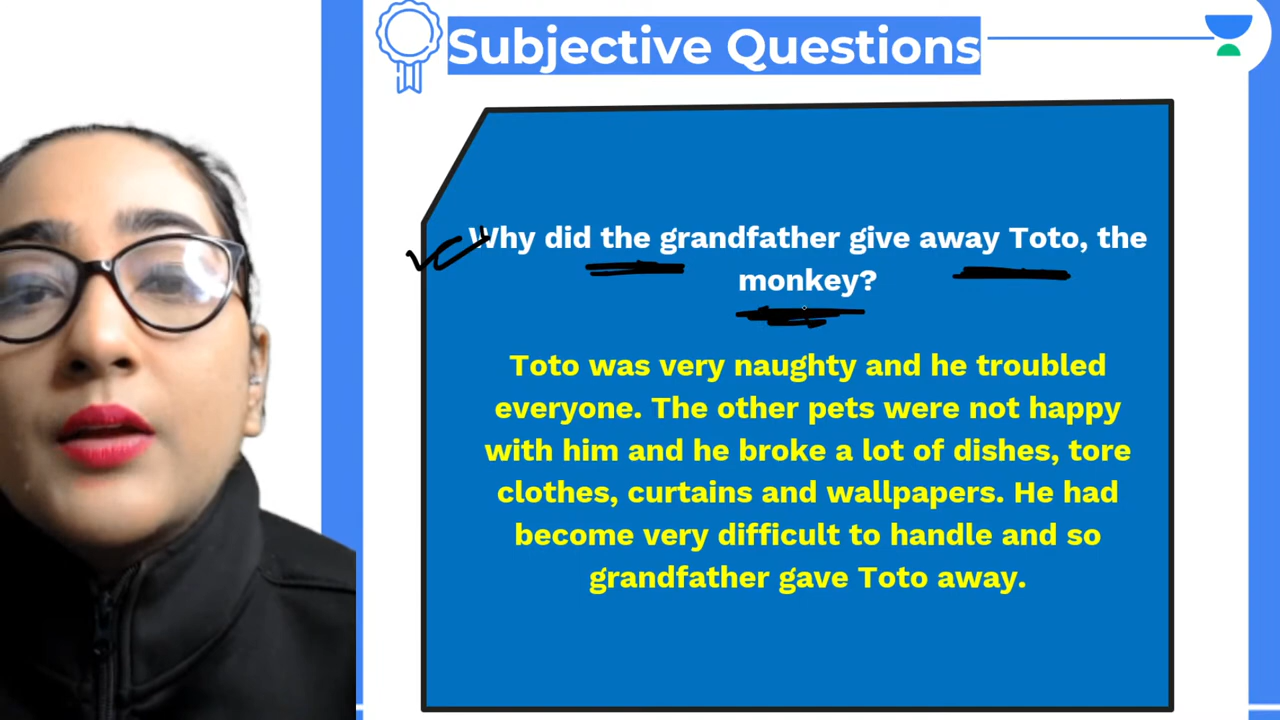 Subjective Questions
Why did the grandfather give away Toto, the
monkey?
Toto was very naughty and he troubled
everyone. The other pets were not happy
with him and he broke a lot of dishes, tore
clothes, curtains and wallpapers. He had
become very difficult to handle and so
grandfather gave Toto away.